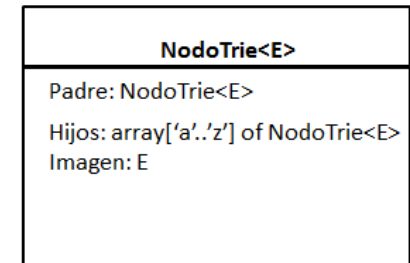 NodoTrie<E>
Padre: NodoTrie<E>
Hijos: array[‘a’..’z’] of NodoTrie<E>
Imagen: E